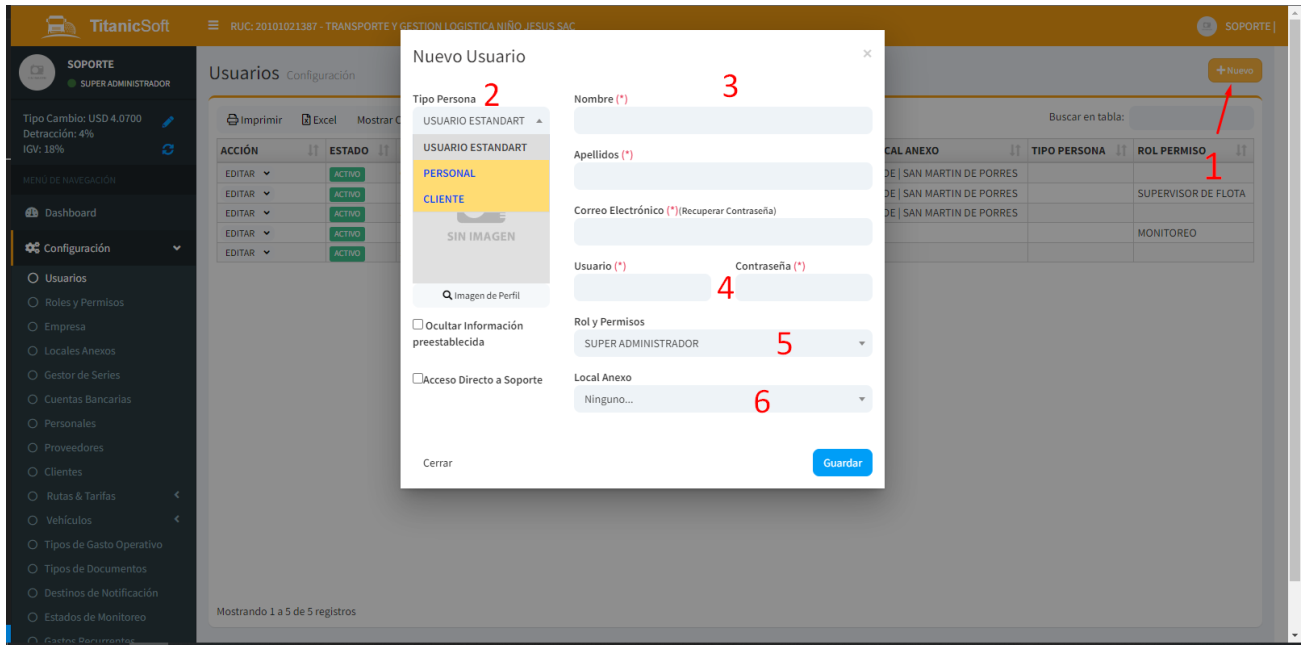 TitanicSoft
RUC: 20101021387 - TRANSPORTE Y GESTION LOGISTICA NIÑO JESUS SAC
SOPORTE |
SOPORTE
SUPER ADMINISTRADOR
Tipo Cambio: USD 4.0700
Detracción: 4%
IGV: 18%
MENÚ DE NAVEGACIÓN
Dashboard
Configuración
Usuarios
Roles y Permisos
Empresa
Locales Anexos
Gestor de Series
Cuentas Bancarias
Personales
Proveedores
Clientes
Rutas & Tarifas
Vehículos
Tipos de Gasto Operativo
Tipos de Documentos
Destinos de Notificación
Estados de Monitoreo
Gastos Recurrentes
Usuarios Configuración
+Nuevo
1
Imprimir Excel Mostrar C
Buscar en tabla:
ACCIÓN ESTADO CAL ANEXO TIPO PERSONA ROL PERMISO
EDITAR ACTIVO DE | SAN MARTIN DE PORRES
EDITAR ACTIVO DE | SAN MARTIN DE PORRES SUPERVISOR DE FLOTA
EDITAR ACTIVO DE | SAN MARTIN DE PORRES
EDITAR ACTIVO MONITOREO
EDITAR ACTIVO
Mostrando 1 a 5 de 5 registros
Nuevo Usuario
×
Tipo Persona 2
USUARIO ESTANDART
USUARIO ESTANDART
PERSONAL
CLIENTE
SIN IMAGEN
Imagen de Perfil
Ocultar Información
preestablecida
Acceso Directo a Soporte
Nombre (*) 3
Apellidos (*)
Correo Electrónico (*)(Recuperar Contraseña)
Usuario (*) Contraseña (*)
4
Rol y Permisos
SUPER ADMINISTRADOR 5
Local Anexo
Ninguno... 6
Cerrar
Guardar